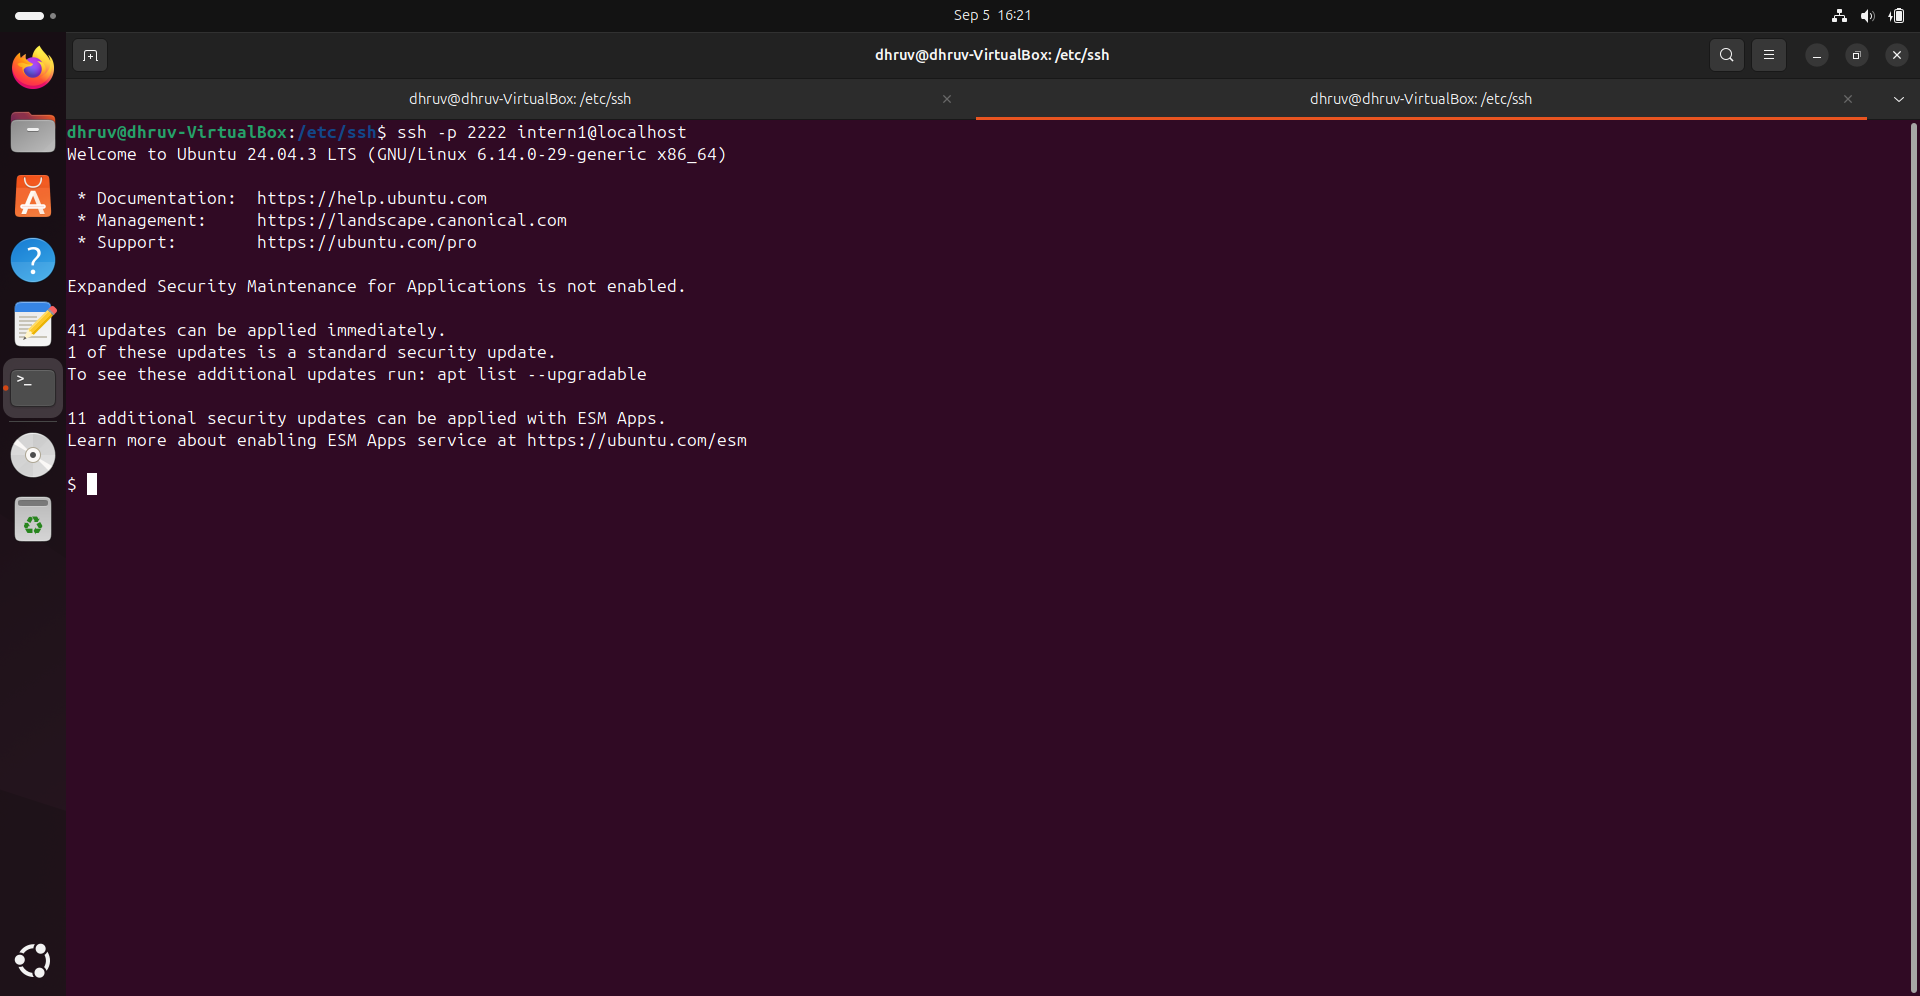 Sep 5 16:21
dhruv@dhruv-VirtualBox: /etc/ssh
dhruv@dhruv-VirtualBox: /etc/ssh
dhruv@dhruv-VirtualBox: /etc/ssh
dhruv@dhruv-VirtualBox:/etc/ssh$ ssh -p 2222 intern1@localhost
Welcome to Ubuntu 24.04.3 LTS (GNU/Linux 6.14.0-29-generic x86_64)
* Documentation:  https://help.ubuntu.com
* Management:     https://landscape.canonical.com
* Support:        https://ubuntu.com/pro
Expanded Security Maintenance for Applications is not enabled.
41 updates can be applied immediately.
1 of these updates is a standard security update.
To see these additional updates run: apt list --upgradable
11 additional security updates can be applied with ESM Apps.
Learn more about enabling ESM Apps service at https://ubuntu.com/esm
$